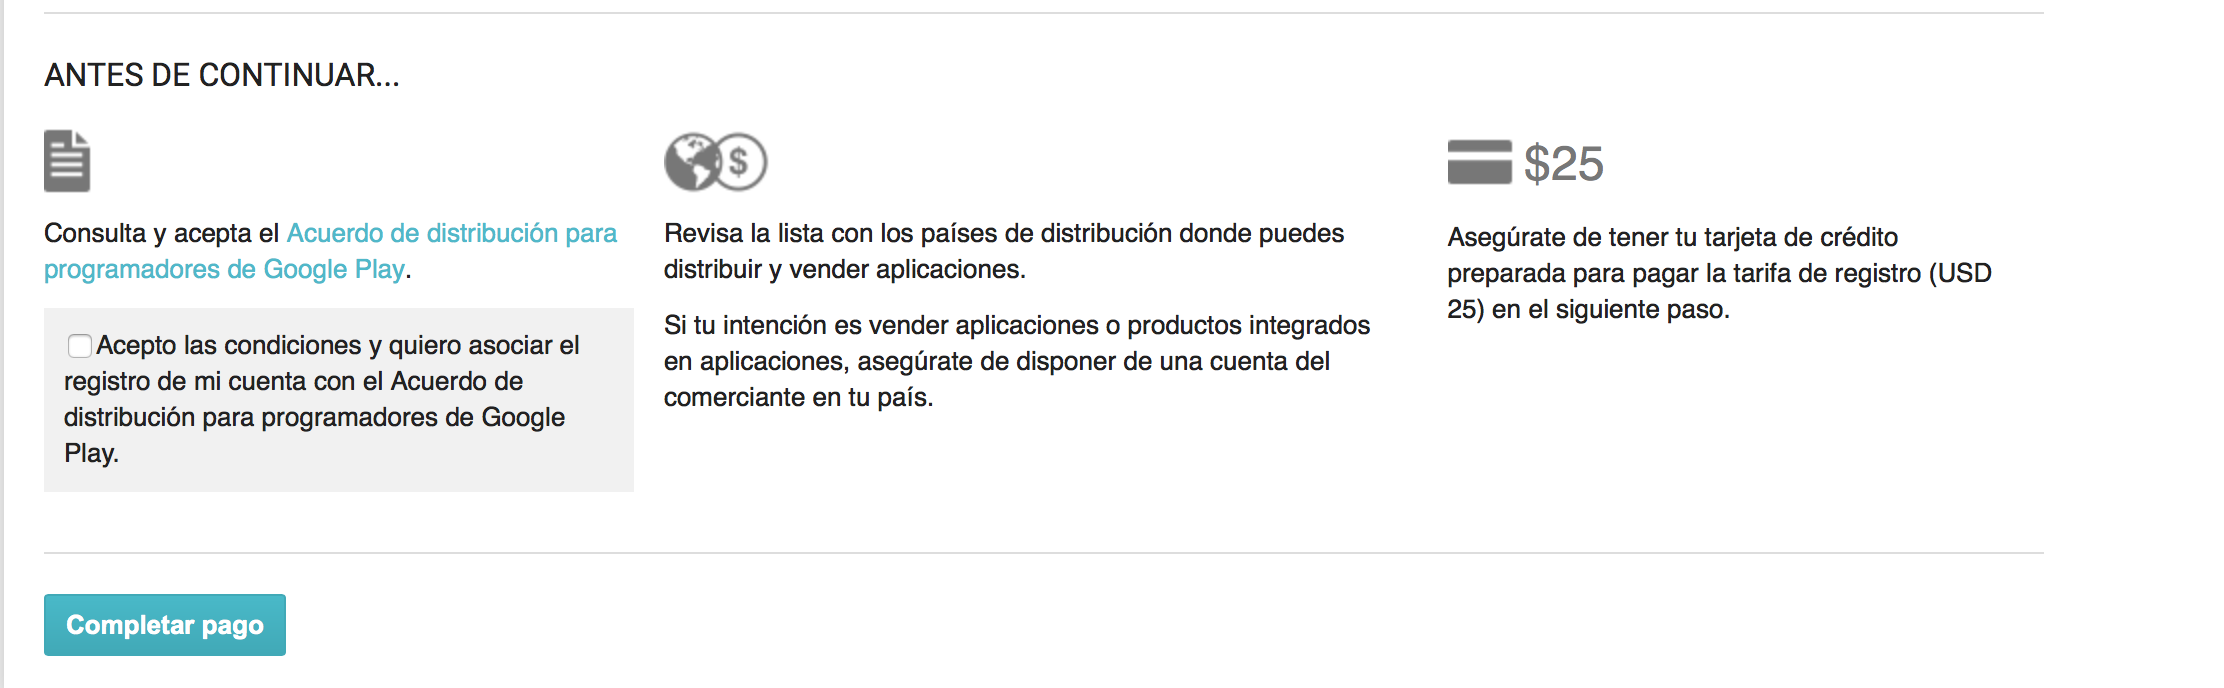 ANTES DE CONTINUAR...
Consulta y acepta el Acuerdo de distribución para
programadores de Google Play.
Acepto las condiciones y quiero asociar el
registro de mi cuenta con el Acuerdo de
distribución para programadores de Google
Play.
$
Revisa la lista con los países de distribución donde puedes
distribuir y vender aplicaciones.
Si tu intención es vender aplicaciones o productos integrados
en aplicaciones, asegúrate de disponer de una cuenta del
comerciante en tu país.
$25
Asegúrate de tener tu tarjeta de crédito
preparada para pagar la tarifa de registro (USD
25) en el siguiente paso.
Completar pago